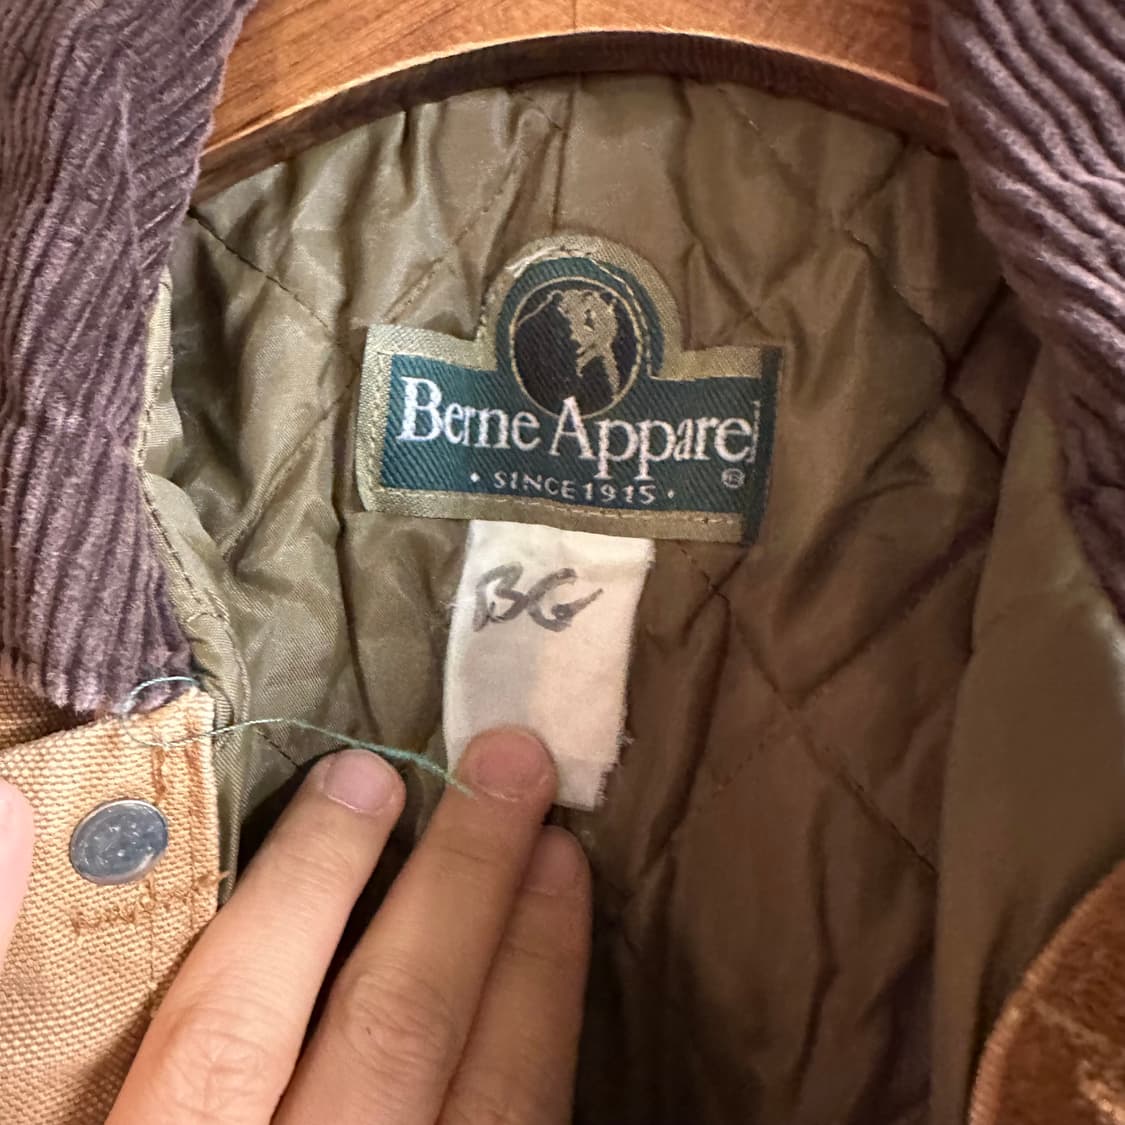 Berne Apparel
• SINCE 1915 •
®
BG